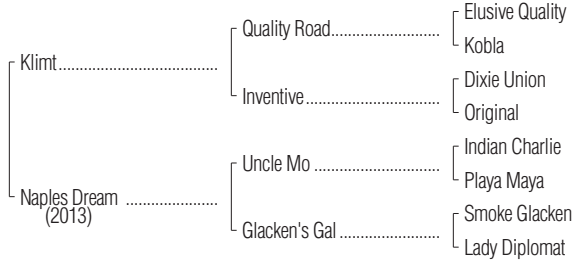 Elusive Quality
Quality Road
Kobla
Klimt
Dixie Union
Inventive
Original
Indian Charlie
Uncle Mo
Playa Maya
Naples Dream
(2013)
Smoke Glacken
Glacken's Gal
Lady Diplomat